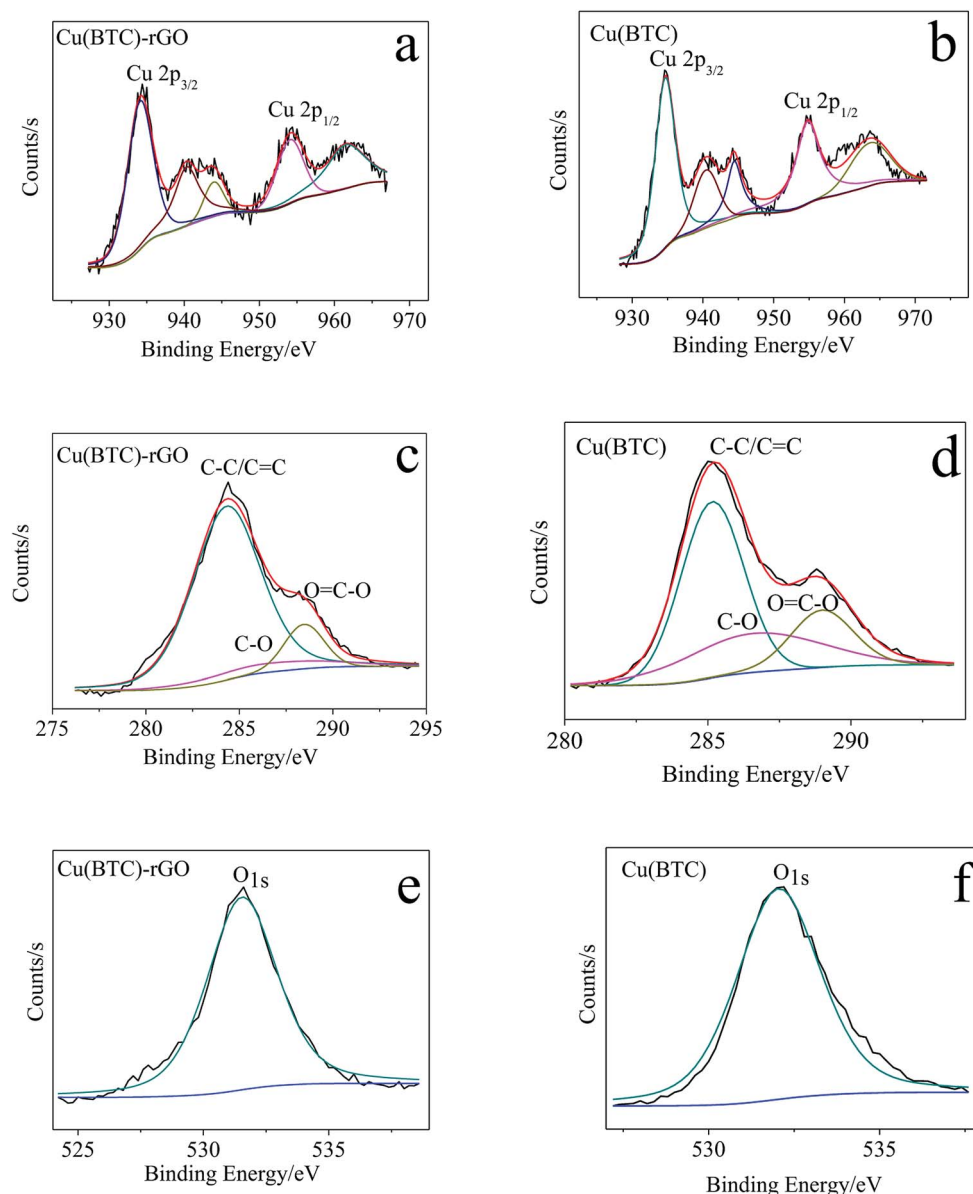 Cu(BTC)-rGO
a
Cu 2p3/2
Cu 2p1/2
Counts/s
930 940 950 960 970
Binding Energy/eV
Cu(BTC)
b
Cu 2p3/2
Cu 2p1/2
Counts/s
930 940 950 960 970
Binding Energy/eV
Cu(BTC)-rGO
c
C-C/C=C
O=C-O
C-O
Counts/s
275 280 285 290 295
Binding Energy/eV
Cu(BTC)
d
C-C/C=C
O=C-O
C-O
Counts/s
280 285 290
Binding Energy/eV
Cu(BTC)-rGO
e
O1s
Counts/s
525 530 535
Binding Energy/eV
Cu(BTC)
f
O1s
Counts/s
530 535
Binding Energy/eV